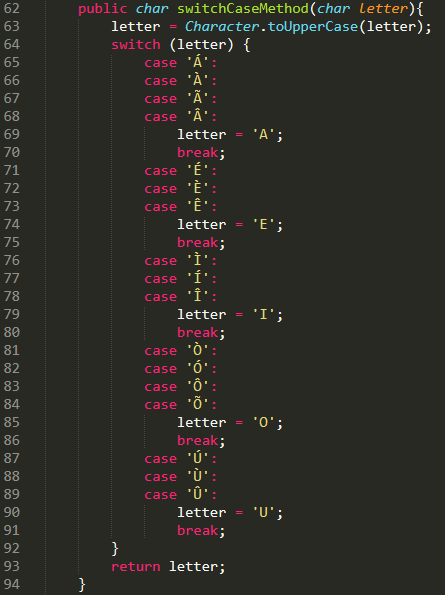 62 public char switchCaseMethod(char letter){
63 letter = Character.toUpperCase(letter);
64 switch (letter) {
65 case 'Á':
66 case 'À':
67 case 'Ã':
68 case 'Â':
69 letter = 'A';
70 break;
71 case 'É':
72 case 'È':
73 case 'Ê':
74 letter = 'E';
75 break;
76 case 'Ì':
77 case 'Í':
78 case 'Î':
79 letter = 'I';
80 break;
81 case 'Ò':
82 case 'Ó':
83 case 'Ô':
84 case 'Õ':
85 letter = 'O';
86 break;
87 case 'Ú':
88 case 'Ù':
89 case 'Û':
90 letter = 'U';
91 break;
92 }
93 return letter;
94 }